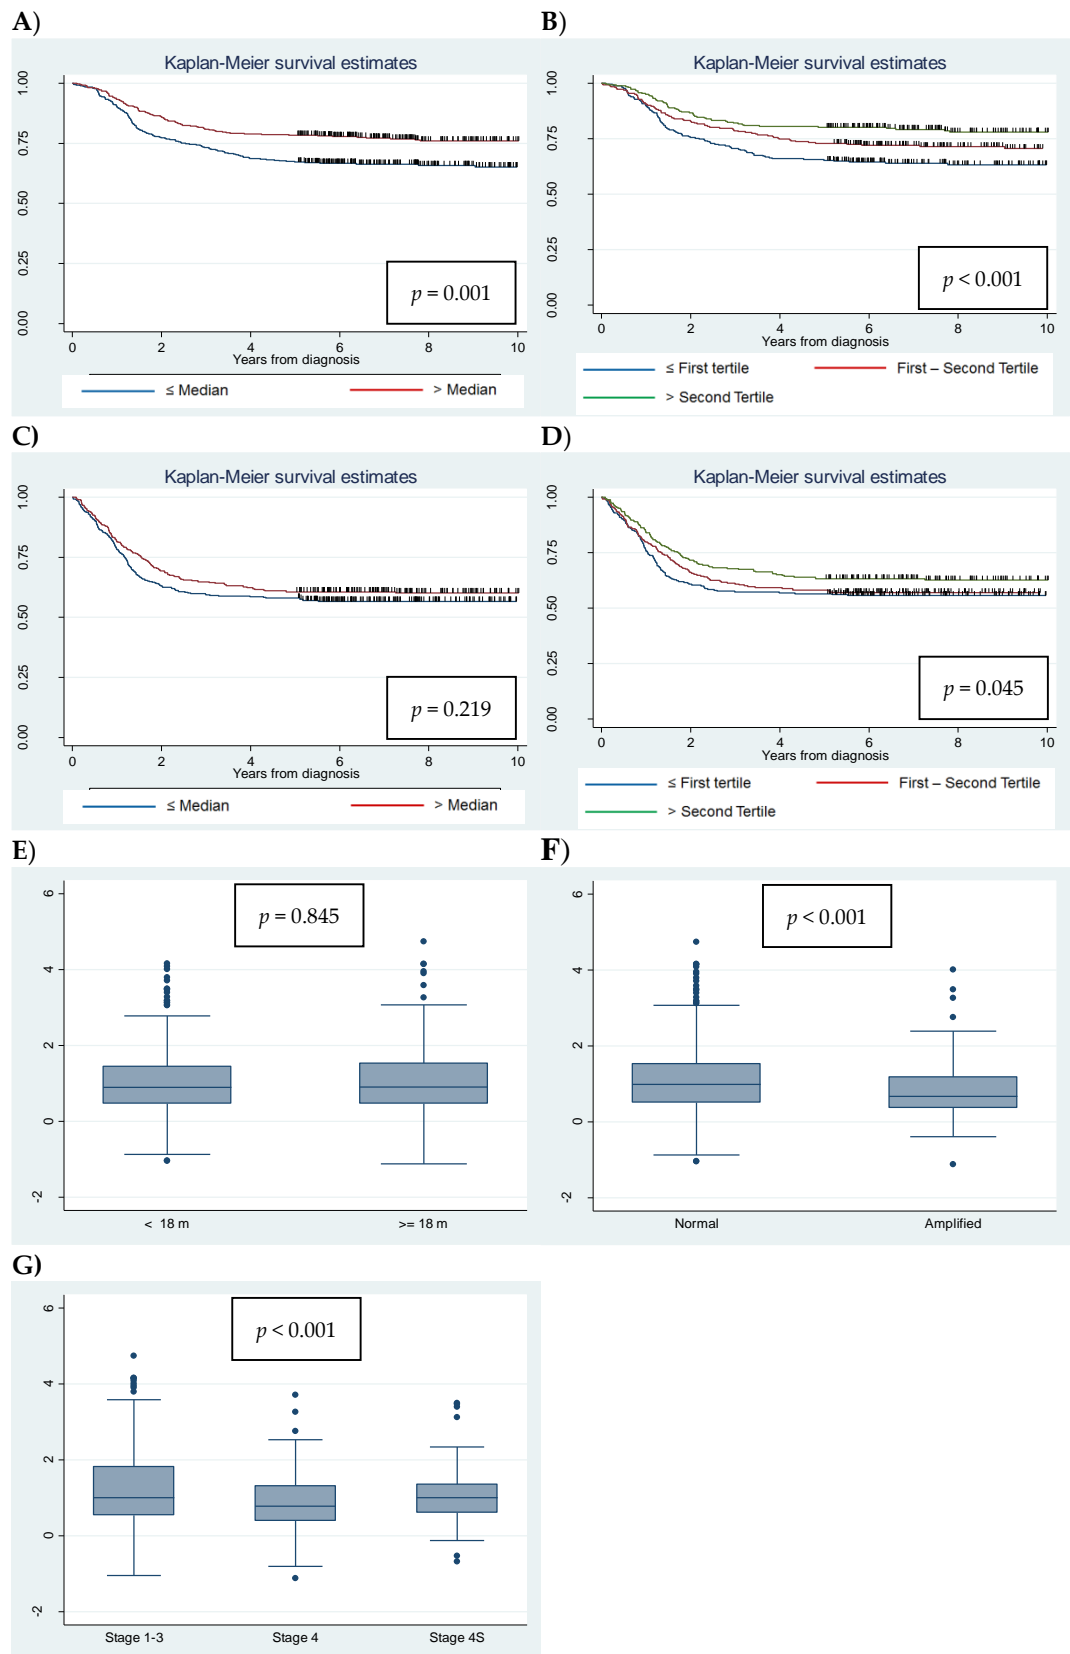 A)
Kaplan-Meier survival estimates
1.00
0.75
0.50
0.25
0.00
p = 0.001
0 2 4 6 8 10
Years from diagnosis
≤ Median > Median
B)
Kaplan-Meier survival estimates
1.00
0.75
0.50
0.25
0.00
p < 0.001
0 2 4 6 8 10
Years from diagnosis
≤ First tertile First – Second Tertile
> Second Tertile
C)
Kaplan-Meier survival estimates
1.00
0.75
0.50
0.25
0.00
p = 0.219
0 2 4 6 8 10
Years from diagnosis
≤ Median > Median
D)
Kaplan-Meier survival estimates
1.00
0.75
0.50
0.25
0.00
p = 0.045
0 2 4 6 8 10
Years from diagnosis
≤ First tertile First – Second Tertile
> Second Tertile
E)
p = 0.845
6
4
2
0
-2
< 18 m >= 18 m
F)
p < 0.001
6
4
2
0
-2
Normal Amplified
G)
p < 0.001
6
4
2
0
-2
Stage 1-3 Stage 4 Stage 4S